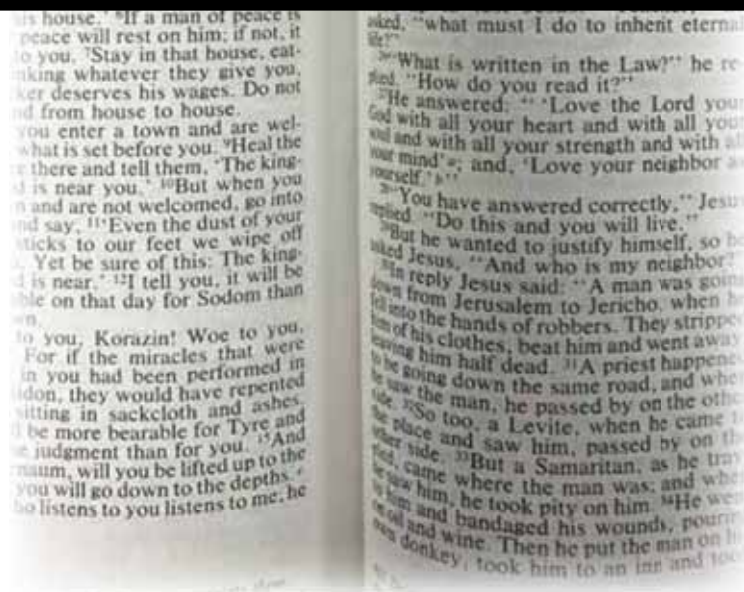 his house. ⁶If a man of peace is
peace will rest on him; if not, it
to you. ⁷Stay in that house, eat-
nking whatever they give you,
ker deserves his wages. Do not
nd from house to house.
you enter a town and are wel-
what is set before you. ⁹Heal the
e there and tell them, ‘The king-
d is near you.’ ¹⁰But when you
n and are not welcomed, go into
nd say, ¹¹‘Even the dust of your
sticks to our feet we wipe off
. Yet be sure of this: The king-
d is near.’ ¹²I tell you, it will be
ble on that day for Sodom than
wn.
to you, Korazin! Woe to you,
For if the miracles that were
in you had been performed in
idon, they would have repented
sitting in sackcloth and ashes.
l be more bearable for Tyre and
e judgment than for you. ¹⁵And
rnaum, will you be lifted up to the
you will go down to the depths.
ho listens to you listens to me; he
asked, “what must I do to inherit eternal
life?”
²⁶“What is written in the Law?” he re-
plied. “How do you read it?”
²⁷He answered: “ ‘Love the Lord your
God with all your heart and with all your
soul and with all your strength and with all
your mind’ᵃ; and, ‘Love your neighbor as
yourself.’ᵇ”
²⁸“You have answered correctly,” Jesus
replied. “Do this and you will live.”
²⁹But he wanted to justify himself, so he
asked Jesus, “And who is my neighbor?”
³⁰In reply Jesus said: “A man was going
down from Jerusalem to Jericho, when he
fell into the hands of robbers. They stripped
him of his clothes, beat him and went away,
leaving him half dead. ³¹A priest happened
to be going down the same road, and when
he saw the man, he passed by on the other
side. ³²So too, a Levite, when he came to
the place and saw him, passed by on the
other side. ³³But a Samaritan, as he trav
eled, came where the man was; and when
he saw him, he took pity on him. ³⁴He went
to him and bandaged his wounds, pouring
on oil and wine. Then he put the man on his
own donkey, took him to an inn and took